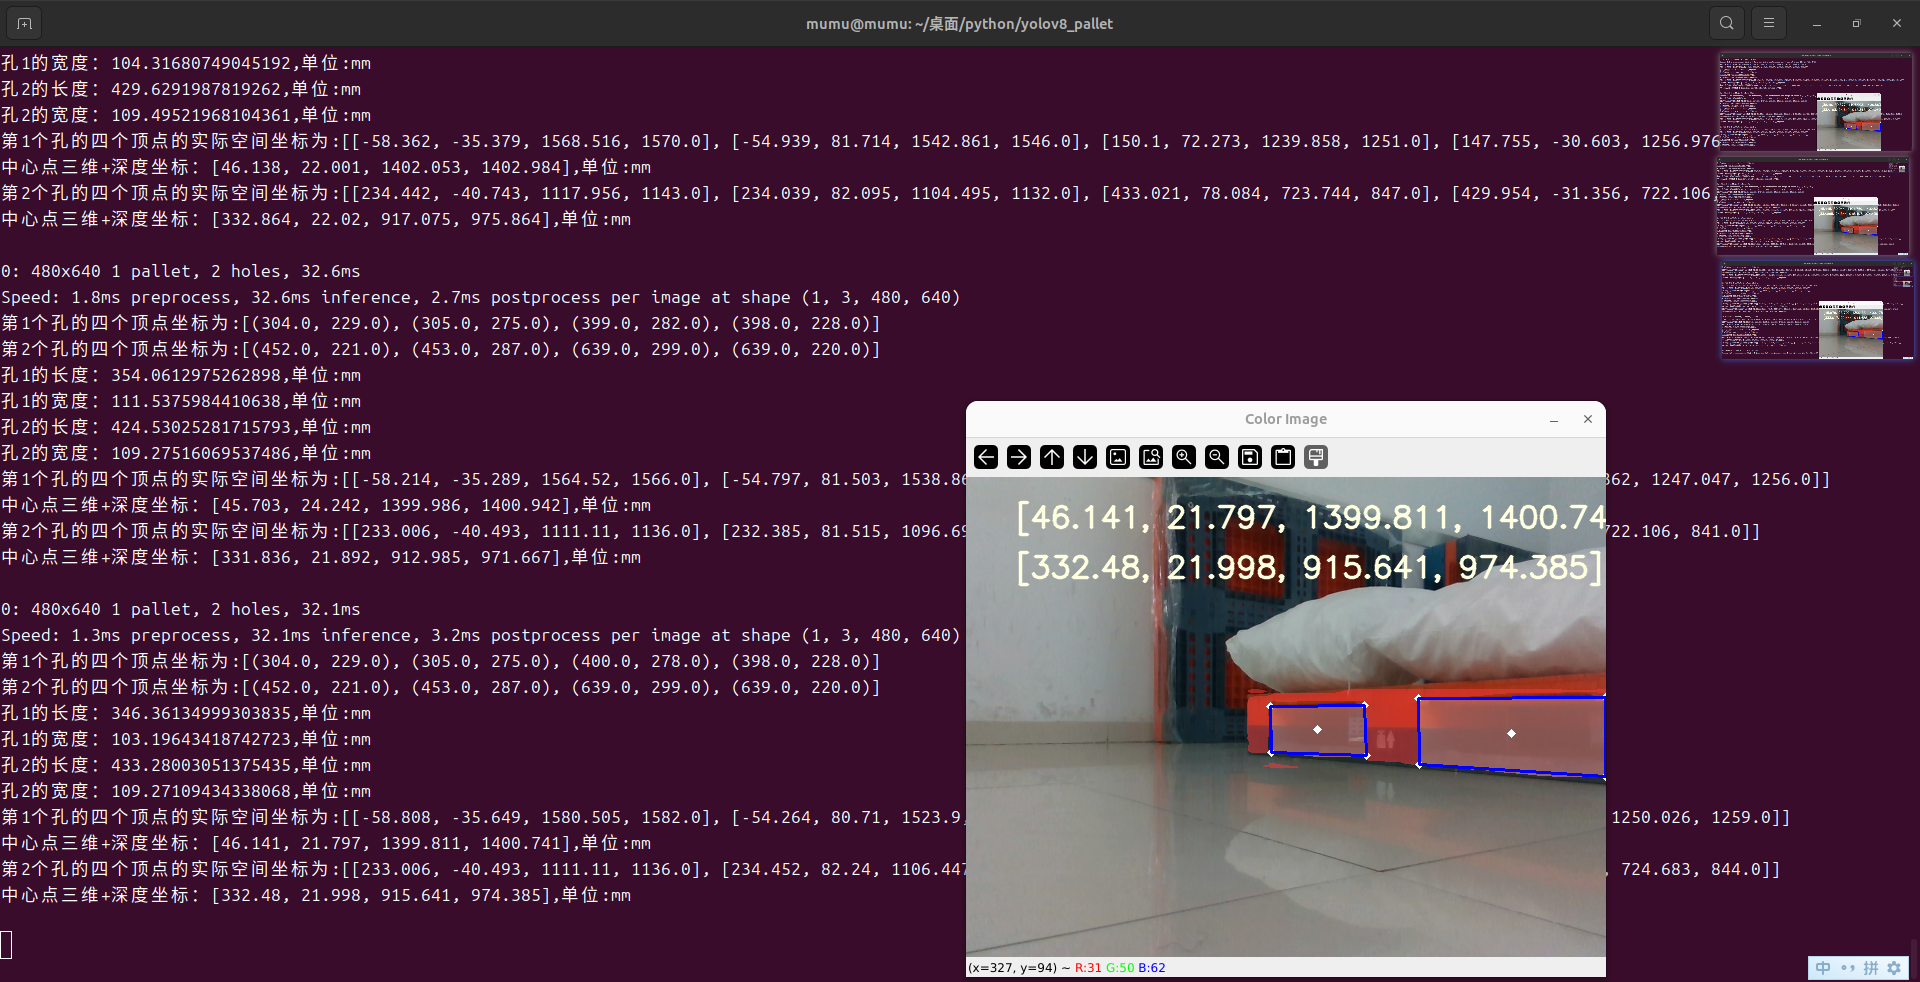 mumu@mumu: ~/桌面/python/yolov8_pallet
孔1的宽度: 104.31680749045192,单位:mm
孔2的长度: 429.6291987819262,单位:mm
孔2的宽度: 109.49521968104361,单位:mm
第1个孔的四个顶点的实际空间坐标为:[[-58.362, -35.379, 1568.516, 1570.0], [-54.939, 81.714, 1542.861, 1546.0], [150.1, 72.273, 1239.858, 1251.0], [147.755, -30.603, 1256.976
中心点三维+深度坐标: [46.138, 22.001, 1402.053, 1402.984],单位:mm
第2个孔的四个顶点的实际空间坐标为:[[234.442, -40.743, 1117.956, 1143.0], [234.039, 82.095, 1104.495, 1132.0], [433.021, 78.084, 723.744, 847.0], [429.954, -31.356, 722.106
中心点三维+深度坐标: [332.864, 22.02, 917.075, 975.864],单位:mm
0: 480x640 1 pallet, 2 holes, 32.6ms
Speed: 1.8ms preprocess, 32.6ms inference, 2.7ms postprocess per image at shape (1, 3, 480, 640)
第1个孔的四个顶点坐标为:[(304.0, 229.0), (305.0, 275.0), (399.0, 282.0), (398.0, 228.0)]
第2个孔的四个顶点坐标为:[(452.0, 221.0), (453.0, 287.0), (639.0, 299.0), (639.0, 220.0)]
孔1的长度: 354.0612975262898,单位:mm
孔1的宽度: 111.5375984410638,单位:mm
孔2的长度: 424.53025281715793,单位:mm
孔2的宽度: 109.27516069537486,单位:mm
第1个孔的四个顶点的实际空间坐标为:[[-58.214, -35.289, 1564.52, 1566.0], [-54.797, 81.503, 1538.86 362, 1247.047, 1256.0]]
中心点三维+深度坐标: [45.703, 24.242, 1399.986, 1400.942],单位:mm
第2个孔的四个顶点的实际空间坐标为:[[233.006, -40.493, 1111.11, 1136.0], [232.385, 81.515, 1096.69 722.106, 841.0]]
中心点三维+深度坐标: [331.836, 21.892, 912.985, 971.667],单位:mm
0: 480x640 1 pallet, 2 holes, 32.1ms
Speed: 1.3ms preprocess, 32.1ms inference, 3.2ms postprocess per image at shape (1, 3, 480, 640)
第1个孔的四个顶点坐标为:[(304.0, 229.0), (305.0, 275.0), (400.0, 278.0), (398.0, 228.0)]
第2个孔的四个顶点坐标为:[(452.0, 221.0), (453.0, 287.0), (639.0, 299.0), (639.0, 220.0)]
孔1的长度: 346.36134999303835,单位:mm
孔1的宽度: 103.19643418742723,单位:mm
孔2的长度: 433.28003051375435,单位:mm
孔2的宽度: 109.27109434338068,单位:mm
第1个孔的四个顶点的实际空间坐标为:[[-58.808, -35.649, 1580.505, 1582.0], [-54.264, 80.71, 1523.9, 1250.026, 1259.0]]
中心点三维+深度坐标: [46.141, 21.797, 1399.811, 1400.741],单位:mm
第2个孔的四个顶点的实际空间坐标为:[[233.006, -40.493, 1111.11, 1136.0], [234.452, 82.24, 1106.447 , 724.683, 844.0]]
中心点三维+深度坐标: [332.48, 21.998, 915.641, 974.385],单位:mm
Color Image
[46.141, 21.797, 1399.811, 1400.74
[332.48, 21.998, 915.641, 974.385]
(x=327, y=94) ~ R:31 G:50 B:62
中 拼